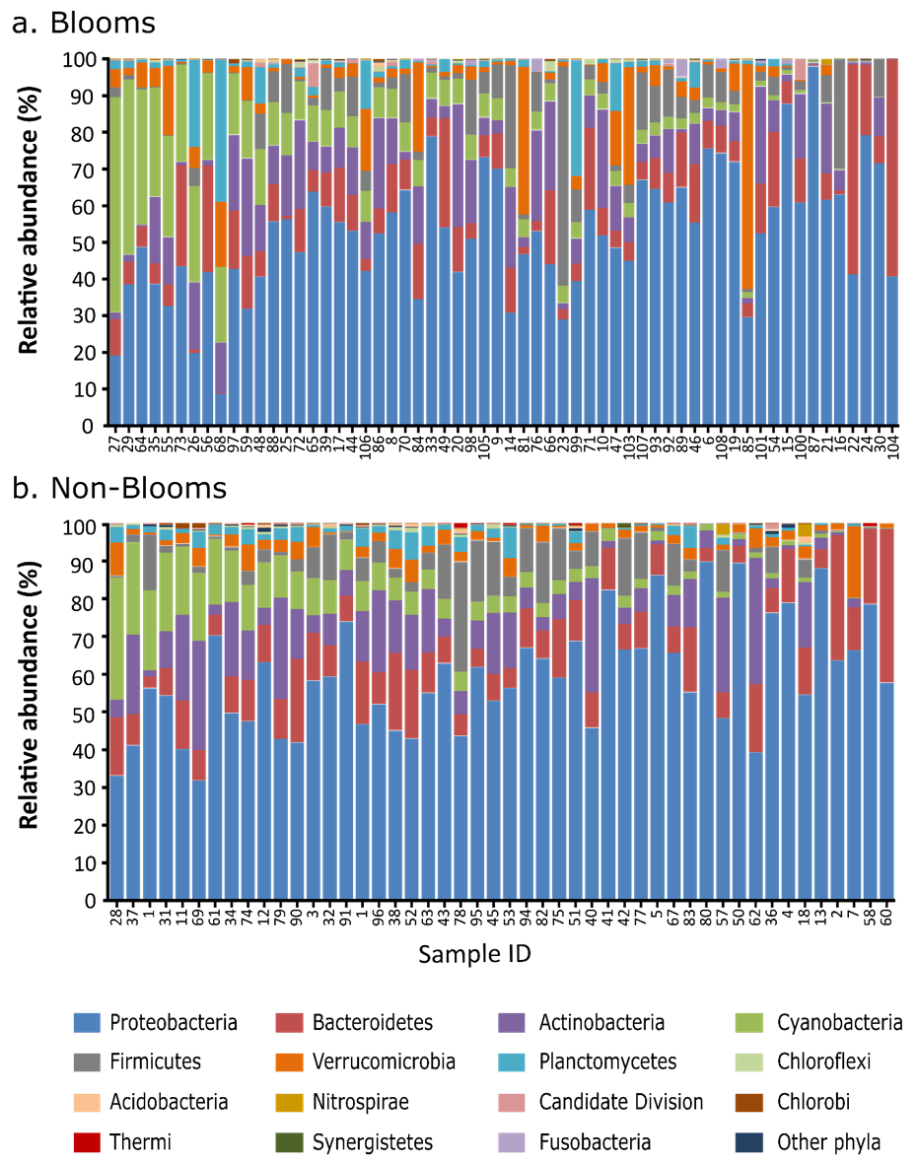 a. Blooms
Relative abundance (%)
100
90
80
70
60
50
40
30
20
10
0
27 29 64 35 55 73 26 56 68 97 59 48 88 25 72 65 39 17 44 106 86 8 70 84 33 49 20 98 105 9 14 81 76 66 23 99 71 10 47 103 107 93 92 89 46 6 108 19 85 101 54 15 100 87 21 16 22 24 30 104
b. Non-Blooms
Relative abundance (%)
100
90
80
70
60
50
40
30
20
10
0
28 37 1 31 11 69 61 34 74 12 79 90 3 32 91 1 96 38 52 63 43 78 95 45 53 94 82 75 51 40 41 42 77 5 67 83 80 57 50 62 36 4 18 13 2 7 58 60
Sample ID
Proteobacteria Bacteroidetes Actinobacteria Cyanobacteria
Firmicutes Verrucomicrobia Planctomycetes Chloroflexi
Acidobacteria Nitrospirae Candidate Division Chlorobi
Thermi Synergistetes Fusobacteria Other phyla